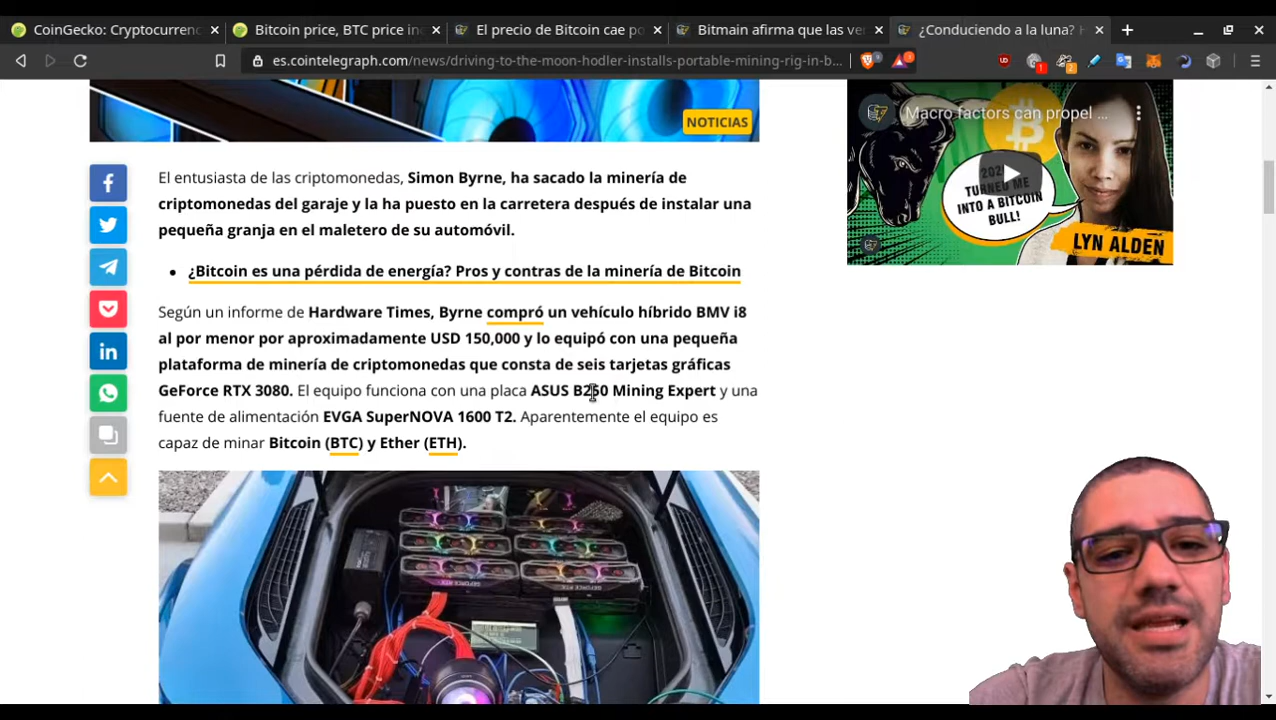 CoinGecko: Cryptocurrenc
Bitcoin price, BTC price inc
El precio de Bitcoin cae po
Bitmain afirma que las ve
¿Conduciendo a la luna? H
es.cointelegraph.com/news/driving-to-the-moon-hodler-installs-portable-mining-rig-in-b...
1
2
NOTICIAS
Macro factors can propel ...
TURNED ME
INTO A BITCOIN
BULL!
LYN ALDEN
El entusiasta de las criptomonedas, Simon Byrne, ha sacado la minería de
criptomonedas del garaje y la ha puesto en la carretera después de instalar una
pequeña granja en el maletero de su automóvil.
¿Bitcoin es una pérdida de energía? Pros y contras de la minería de Bitcoin
Según un informe de Hardware Times, Byrne compró un vehículo híbrido BMV i8
al por menor por aproximadamente USD 150,000 y lo equipó con una pequeña
plataforma de minería de criptomonedas que consta de seis tarjetas gráficas
GeForce RTX 3080. El equipo funciona con una placa ASUS B250 Mining Expert y una
fuente de alimentación EVGA SuperNOVA 1600 T2. Aparentemente el equipo es
capaz de minar Bitcoin (BTC) y Ether (ETH).
GEFORCE RTX